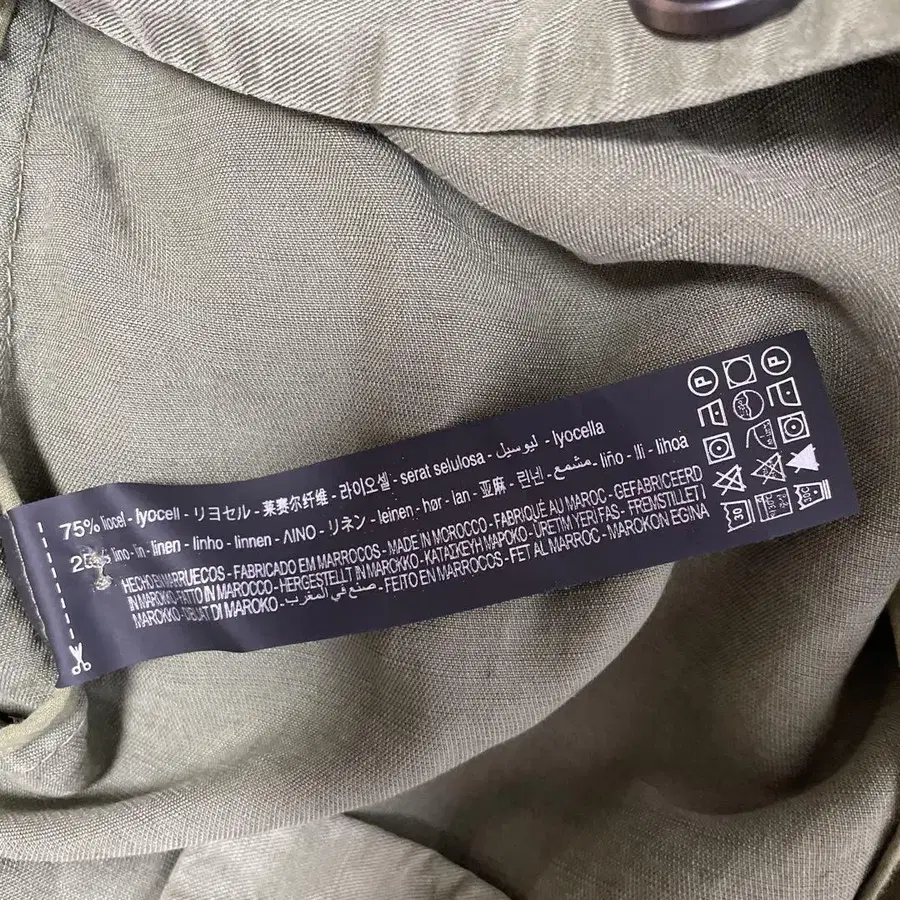 75% liocel - lyocell - リヨセル - 莱赛尔纤维 - 라이오셀 - serat selulosa - ليوسيل - lyocella
lino - lin - linen - linho - linnen - ΛΙΝΟ - リネン - leinen - hør - lan - 亚麻 - 린넨 - مشمع - liño - lli - lihoa
HECHO EN MARRUECOS - FABRICADO EM MARROCOS - MADE IN MOROCCO - FABRIQUÉ AU MAROC - GEFABRICEERD
IN MAROKO - FATTO IN MAROCCO - HERGESTELLT IN MAROKKO - ΚΑΤΑΣΚΕΥΗ ΜΑΡΟΚΟ - ÜRETIM YERI FAS - FREMSTILLET I
MAROKKO - DIBUAT DI MAROKO - صنع في المغرب - FEITO EN MARROCOS - FET AL MARROC - MAROKON EGINA
P
30